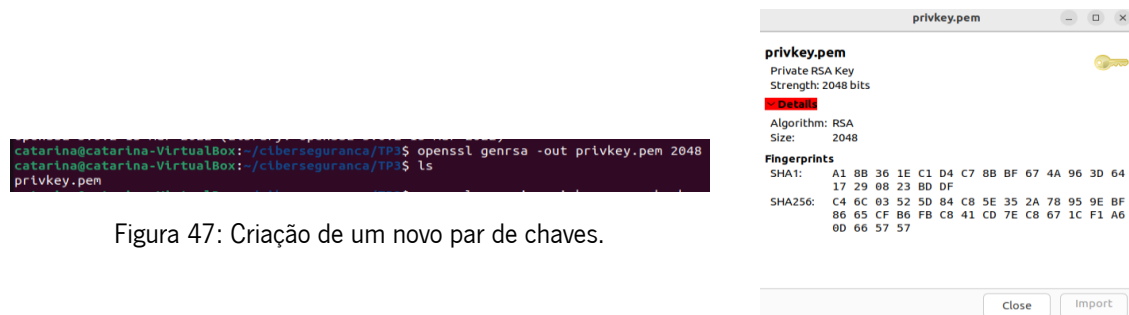 catarina@catarina-VirtualBox:~/ciberseguranca/TP3$ openssl genrsa -out privkey.pem 2048
catarina@catarina-VirtualBox:~/ciberseguranca/TP3$ ls
privkey.pem
Figura 47: Criação de um novo par de chaves.
privkey.pem
privkey.pem
Private RSA Key
Strength: 2048 bits
Details
Algorithm: RSA
Size: 2048
Fingerprints
SHA1: A1 8B 36 1E C1 D4 C7 8B BF 67 4A 96 3D 64
17 29 08 23 BD DF
SHA256: C4 6C 03 52 5D 84 C8 5E 35 2A 78 95 9E BF
86 65 CF B6 FB C8 41 CD 7E C8 67 1C F1 A6
0D 66 57 57
Close Import